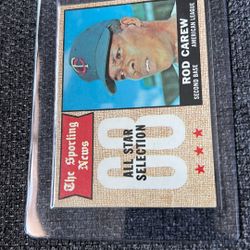 The Sporting
News
68
ALL STAR
SELECTION
ROD CAREW
SECOND BASE
AMERICAN LEAGUE